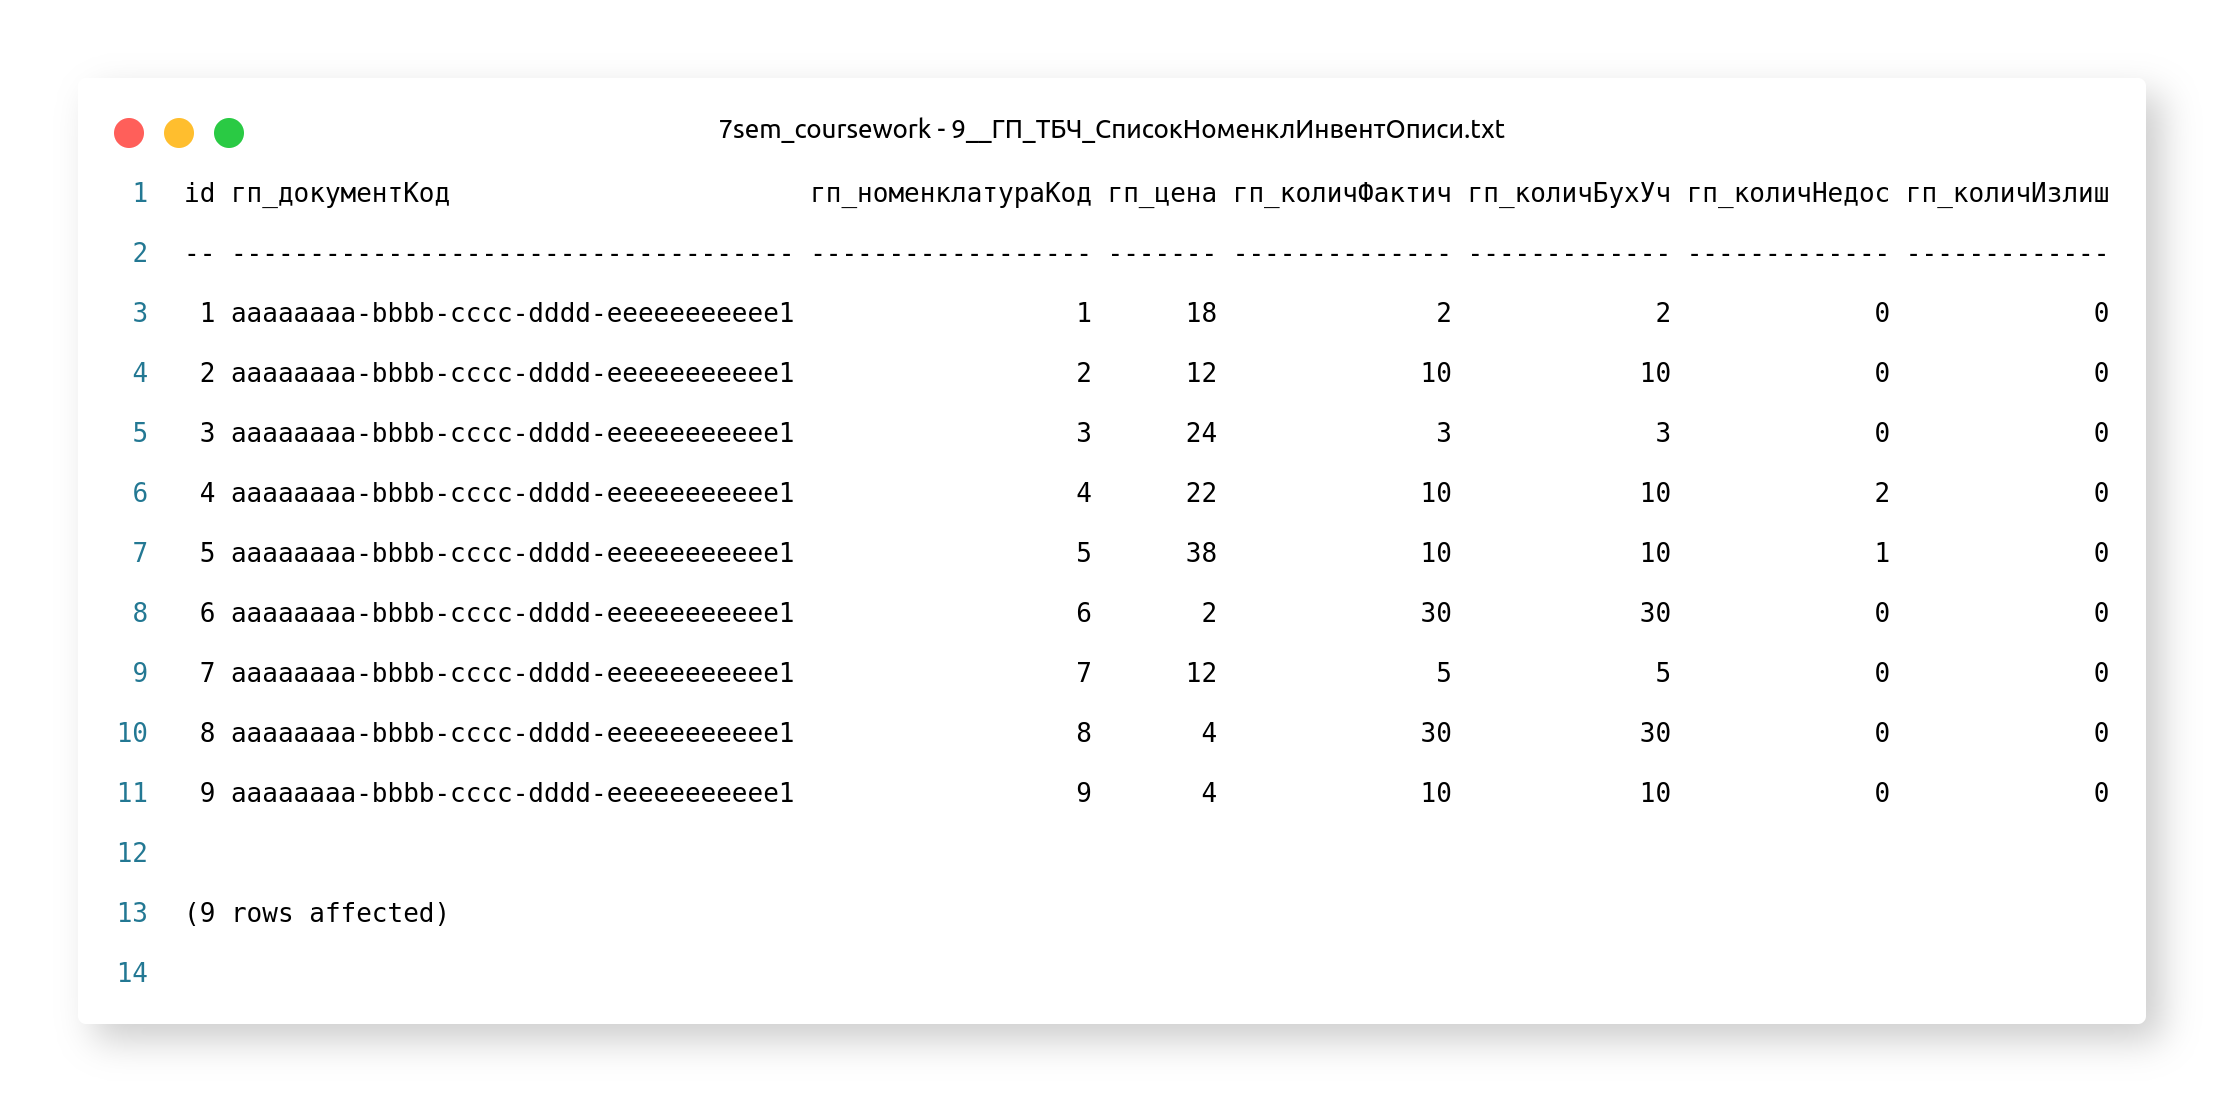 7sem_coursework - 9__ГП_ТБЧ_СписокНоменклИнвентОписи.txt
1 id гп_документКод                       гп_номенклатураКод гп_цена гп_количФактич гп_количБухУч гп_количНедос гп_количИзлиш
2 -- ------------------------------------ ------------------ ------- -------------- ------------- ------------- -------------
3  1 aaaaaaaa-bbbb-cccc-dddd-eeeeeeeeeee1                  1      18              2             2             0             0
4  2 aaaaaaaa-bbbb-cccc-dddd-eeeeeeeeeee1                  2      12             10            10             0             0
5  3 aaaaaaaa-bbbb-cccc-dddd-eeeeeeeeeee1                  3      24              3             3             0             0
6  4 aaaaaaaa-bbbb-cccc-dddd-eeeeeeeeeee1                  4      22             10            10             2             0
7  5 aaaaaaaa-bbbb-cccc-dddd-eeeeeeeeeee1                  5      38             10            10             1             0
8  6 aaaaaaaa-bbbb-cccc-dddd-eeeeeeeeeee1                  6       2             30            30             0             0
9  7 aaaaaaaa-bbbb-cccc-dddd-eeeeeeeeeee1                  7      12              5             5             0             0
10  8 aaaaaaaa-bbbb-cccc-dddd-eeeeeeeeeee1                  8       4             30            30             0             0
11  9 aaaaaaaa-bbbb-cccc-dddd-eeeeeeeeeee1                  9       4             10            10             0             0
12
13 (9 rows affected)
14